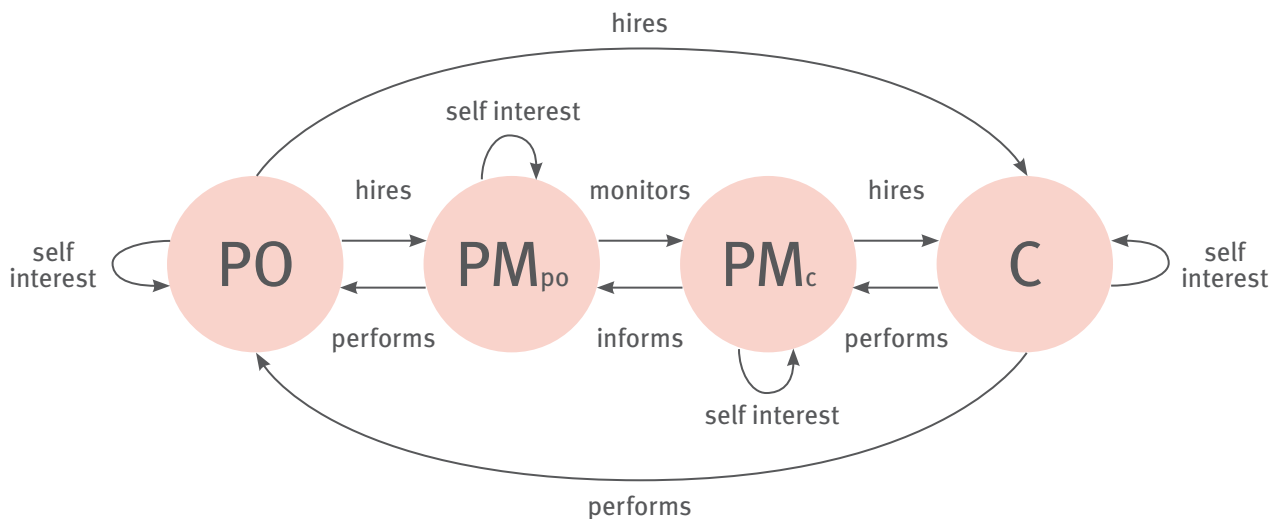 hires
self interest
hires
monitors
hires
self
interest
PO
PMpo
PMc
C
self
interest
performs
informs
performs
self interest
performs